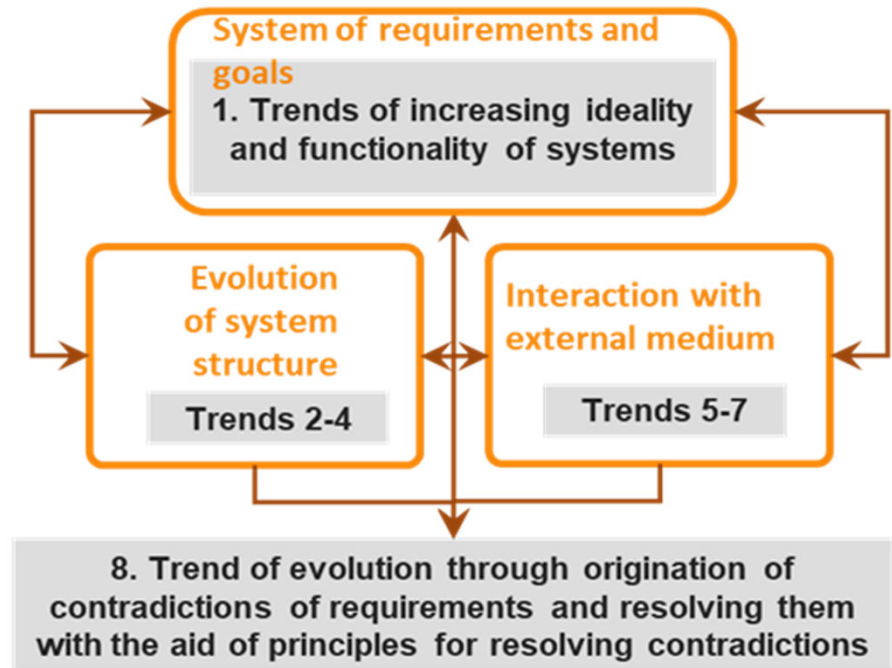 System of requirements and
goals
1. Trends of increasing ideality
and functionality of systems
Evolution
of system
structure
Trends 2-4
Interaction with
external medium
Trends 5-7
8. Trend of evolution through origination of
contradictions of requirements and resolving them
with the aid of principles for resolving contradictions